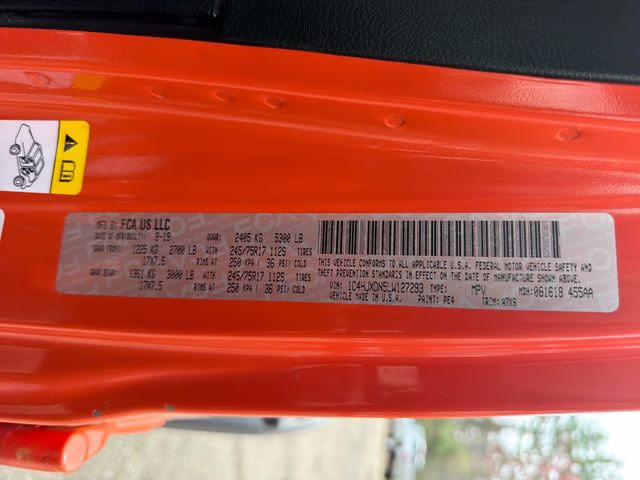 MFD BY FCA US LLC
DATE OF MFR(BUILT): 8-19 GVWR: 2405 KG 5300 LB
GAWR FRONT: 1225 KG 2700 LB WITH 245/75R17 112S TIRES
17X7.5 RIMS AT 250 KPA( 36 PSI) COLD
GAWR REAR: 1361 KG 3000 LB WITH 245/75R17 112S TIRES
17X7.5 RIMS AT 250 KPA( 36 PSI) COLD
THIS VEHICLE CONFORMS TO ALL APPLICABLE U.S.A. FEDERAL MOTOR VEHICLE SAFETY AND
THEFT PREVENTION STANDARDS IN EFFECT ON THE DATE OF MANUFACTURE SHOWN ABOVE.
VIN: 1C4HJXDN5LW127293 TYPE: MPV MDH: 061618 455AA
VEHICLE MADE IN U.S.A. PAINT: PE4 TRIM: A7X9